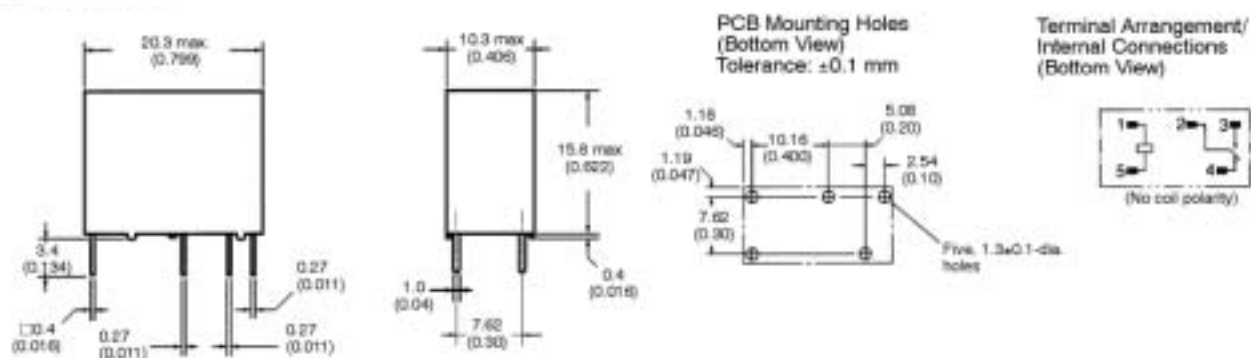 20.3 max.
(0.799)
3.4
(0.134)
□0.4
(0.016)
0.27
(0.011)
0.27
(0.011)
0.27
(0.011)
10.3 max
(0.406)
15.8 max
(0.622)
0.4
(0.016)
1.0
(0.04)
7.62
(0.30)
PCB Mounting Holes
(Bottom View)
Tolerance: ±0.1 mm
1.18
(0.046)
10.16
(0.400)
5.08
(0.20)
1.19
(0.047)
2.54
(0.10)
7.62
(0.30)
Five, 1.3±0.1-dia.
holes
Terminal Arrangement/
Internal Connections
(Bottom View)
1 2 3
5 4
(No coil polarity)